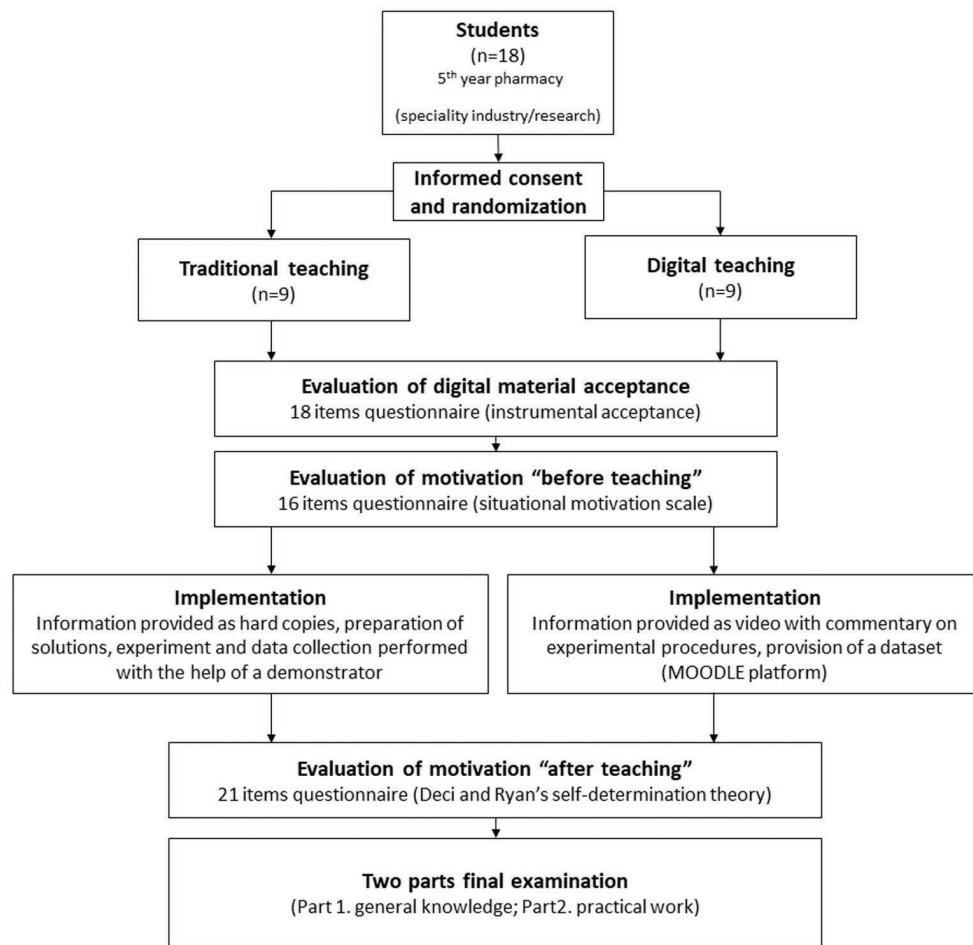 Students
(n=18)
5th year pharmacy
(speciality industry/research)
Informed consent
and randomization
Traditional teaching
(n=9)
Digital teaching
(n=9)
Evaluation of digital material acceptance
18 items questionnaire (instrumental acceptance)
Evaluation of motivation “before teaching”
16 items questionnaire (situational motivation scale)
Implementation
Information provided as hard copies, preparation of
solutions, experiment and data collection performed
with the help of a demonstrator
Implementation
Information provided as video with commentary on
experimental procedures, provision of a dataset
(MOODLE platform)
Evaluation of motivation “after teaching”
21 items questionnaire (Deci and Ryan’s self-determination theory)
Two parts final examination
(Part 1. general knowledge; Part2. practical work)